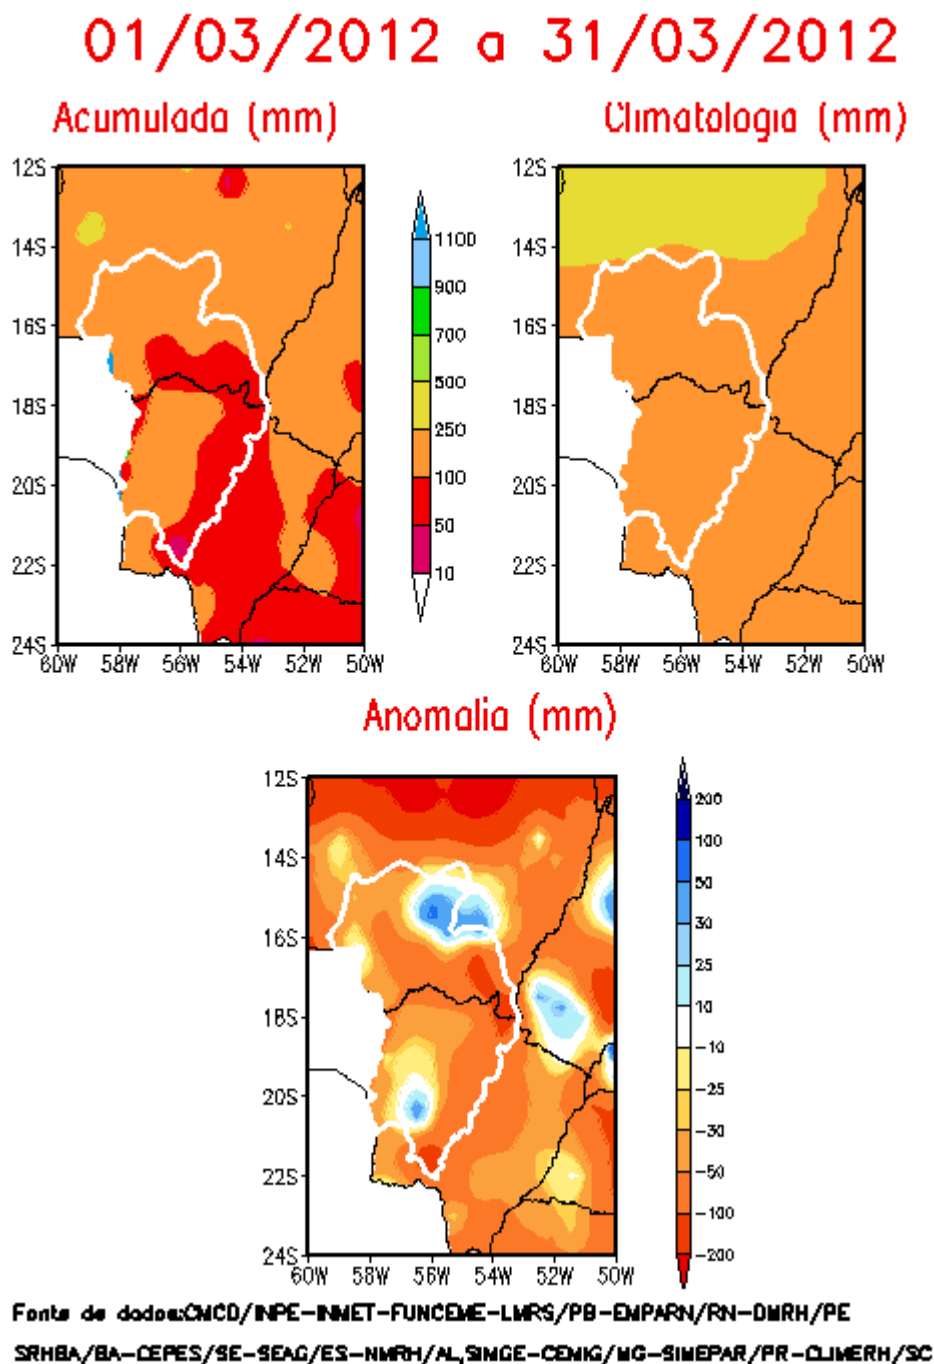 01/03/2012 a 31/03/2012
Acumulada (mm)
Climatologia (mm)
12S
14S
16S
18S
20S
22S
24S
60W 58W 56W 54W 52W 50W
1100
900
700
500
250
100
50
10
12S
14S
16S
18S
20S
22S
24S
60W 58W 56W 54W 52W 50W
Anomalia (mm)
12S
14S
16S
18S
20S
22S
24S
60W 58W 56W 54W 52W 50W
200
100
50
30
25
10
-10
-25
-30
-50
-100
-200
Fonte de dados:CMCD/INPE-INMET-FUNCEME-LMRS/PB-EMPARN/RN-DMRH/PE
SRHBA/BA-CEPES/SE-SEAG/ES-NMRH/AL,SIMGE-CEMIG/MG-SIMEPAR/PR-CLIMERH/SC